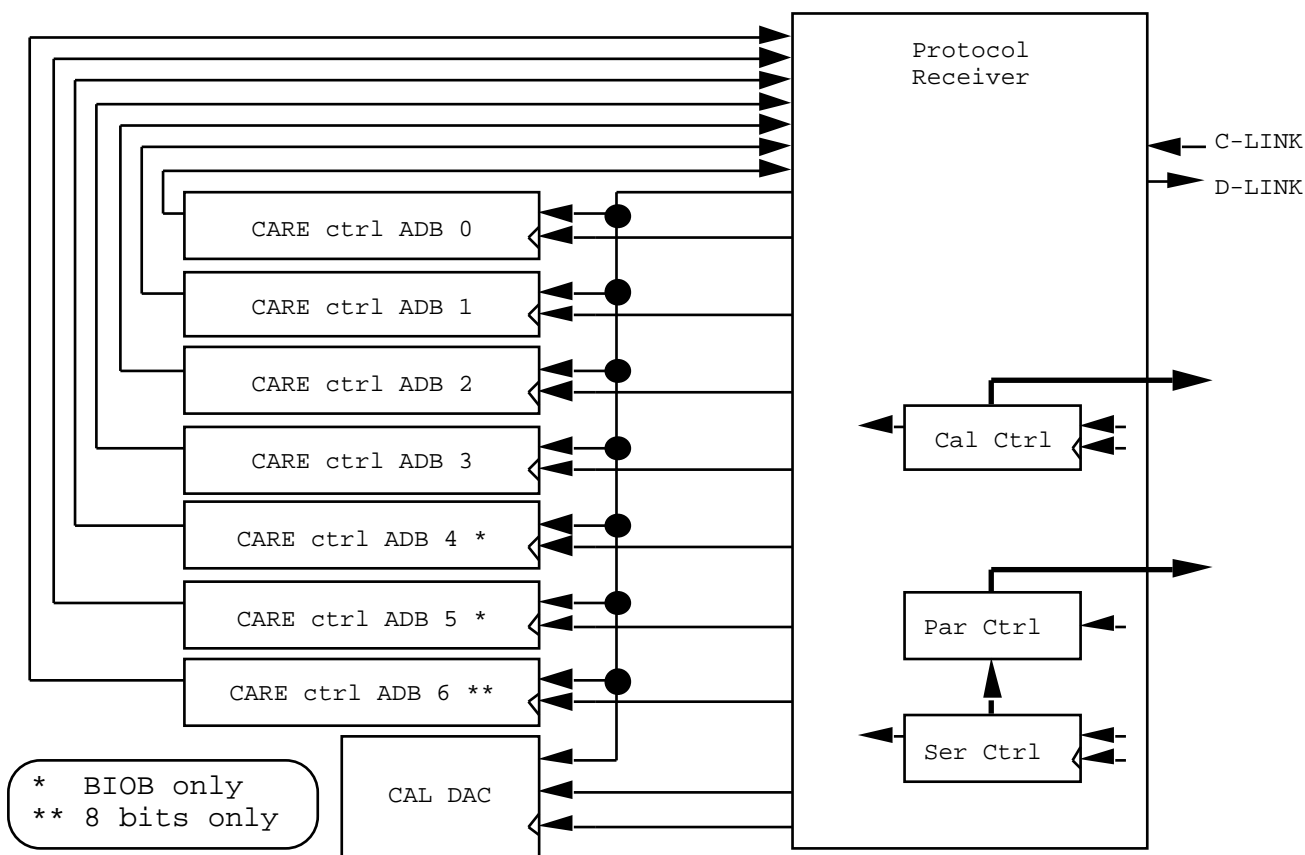 Protocol
Receiver
C-LINK
D-LINK
CARE ctrl ADB 0
CARE ctrl ADB 1
CARE ctrl ADB 2
CARE ctrl ADB 3
Cal Ctrl
CARE ctrl ADB 4 *
CARE ctrl ADB 5 *
Par Ctrl
CARE ctrl ADB 6 **
Ser Ctrl
CAL DAC
* BIOB only
** 8 bits only